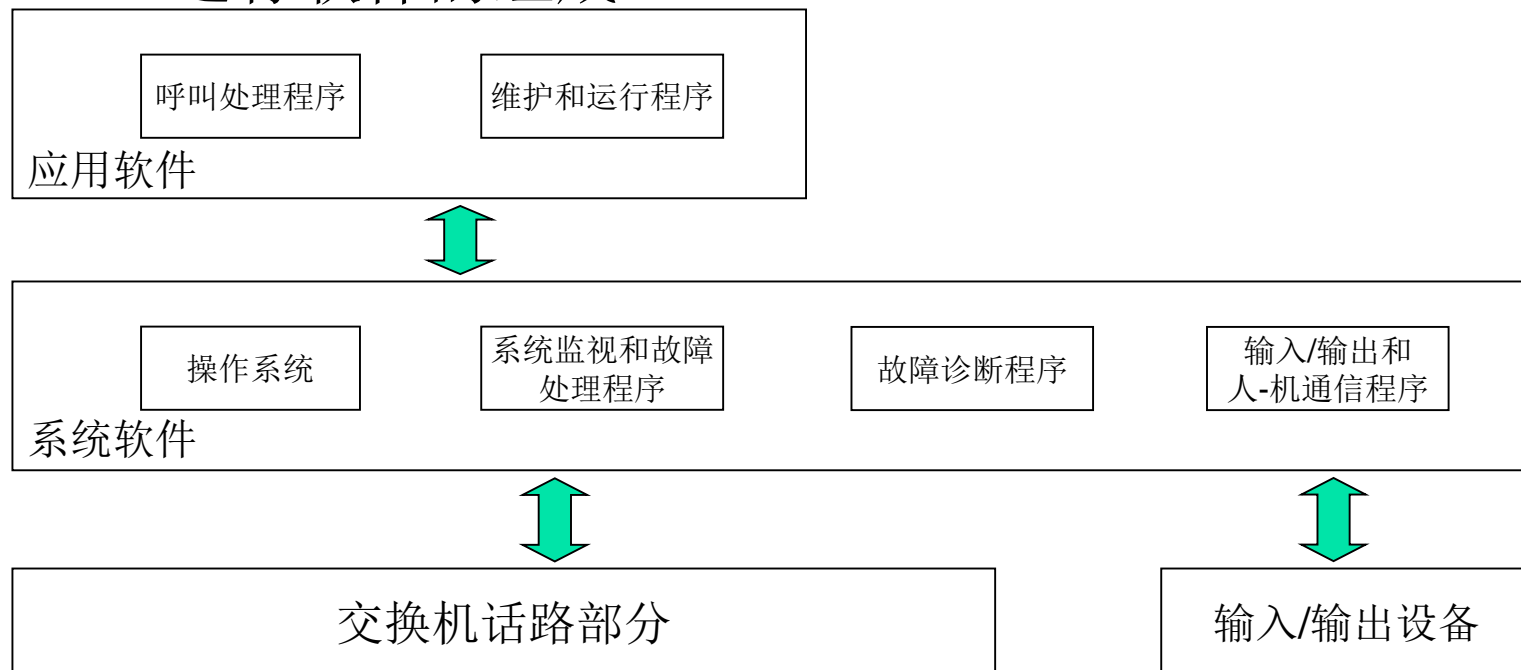 呼叫处理程序
维护和运行程序
应用软件
操作系统
系统监视和故障
处理程序
故障诊断程序
输入/输出和
人-机通信程序
系统软件
交换机话路部分
输入/输出设备